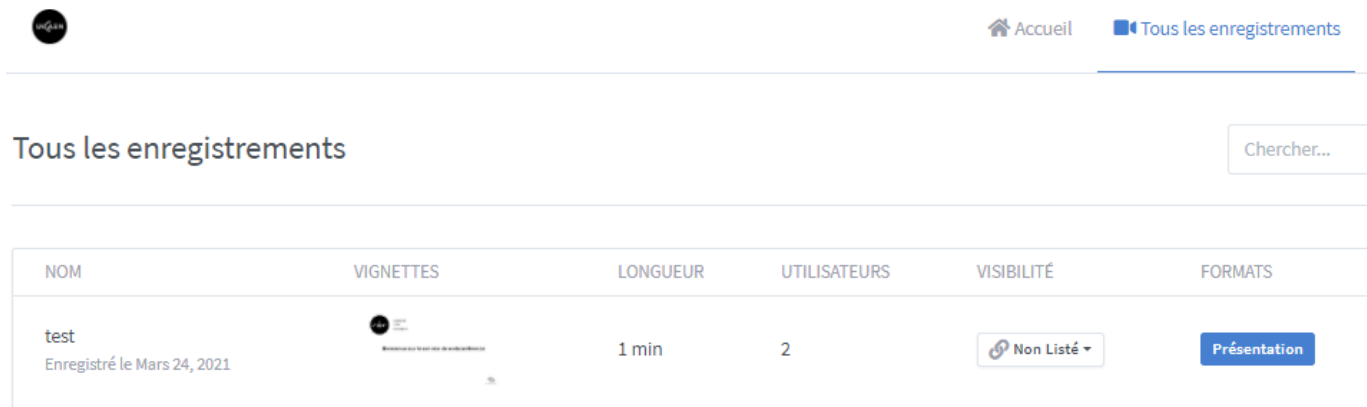 Accueil
Tous les enregistrements
Tous les enregistrements
Chercher...
NOM VIGNETTES LONGUEUR UTILISATEURS VISIBILITÉ FORMATS
test
Enregistré le Mars 24, 2021
1 min 2 Non Listé Présentation